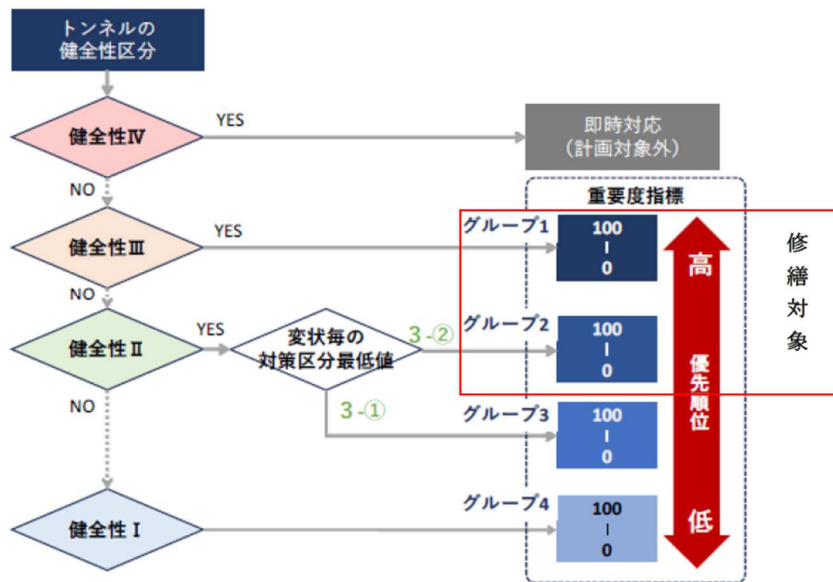 トンネルの
健全性区分
健全性Ⅳ
YES
即時対応
（計画対象外）
NO
重要度指標
健全性Ⅲ
YES
グループ1
100
0
高
修繕対象
NO
健全性Ⅱ
YES
変状毎の
対策区分最低値
3-②
グループ2
100
0
優先順位
NO
3-①
グループ3
100
0
健全性Ⅰ
グループ4
100
0
低